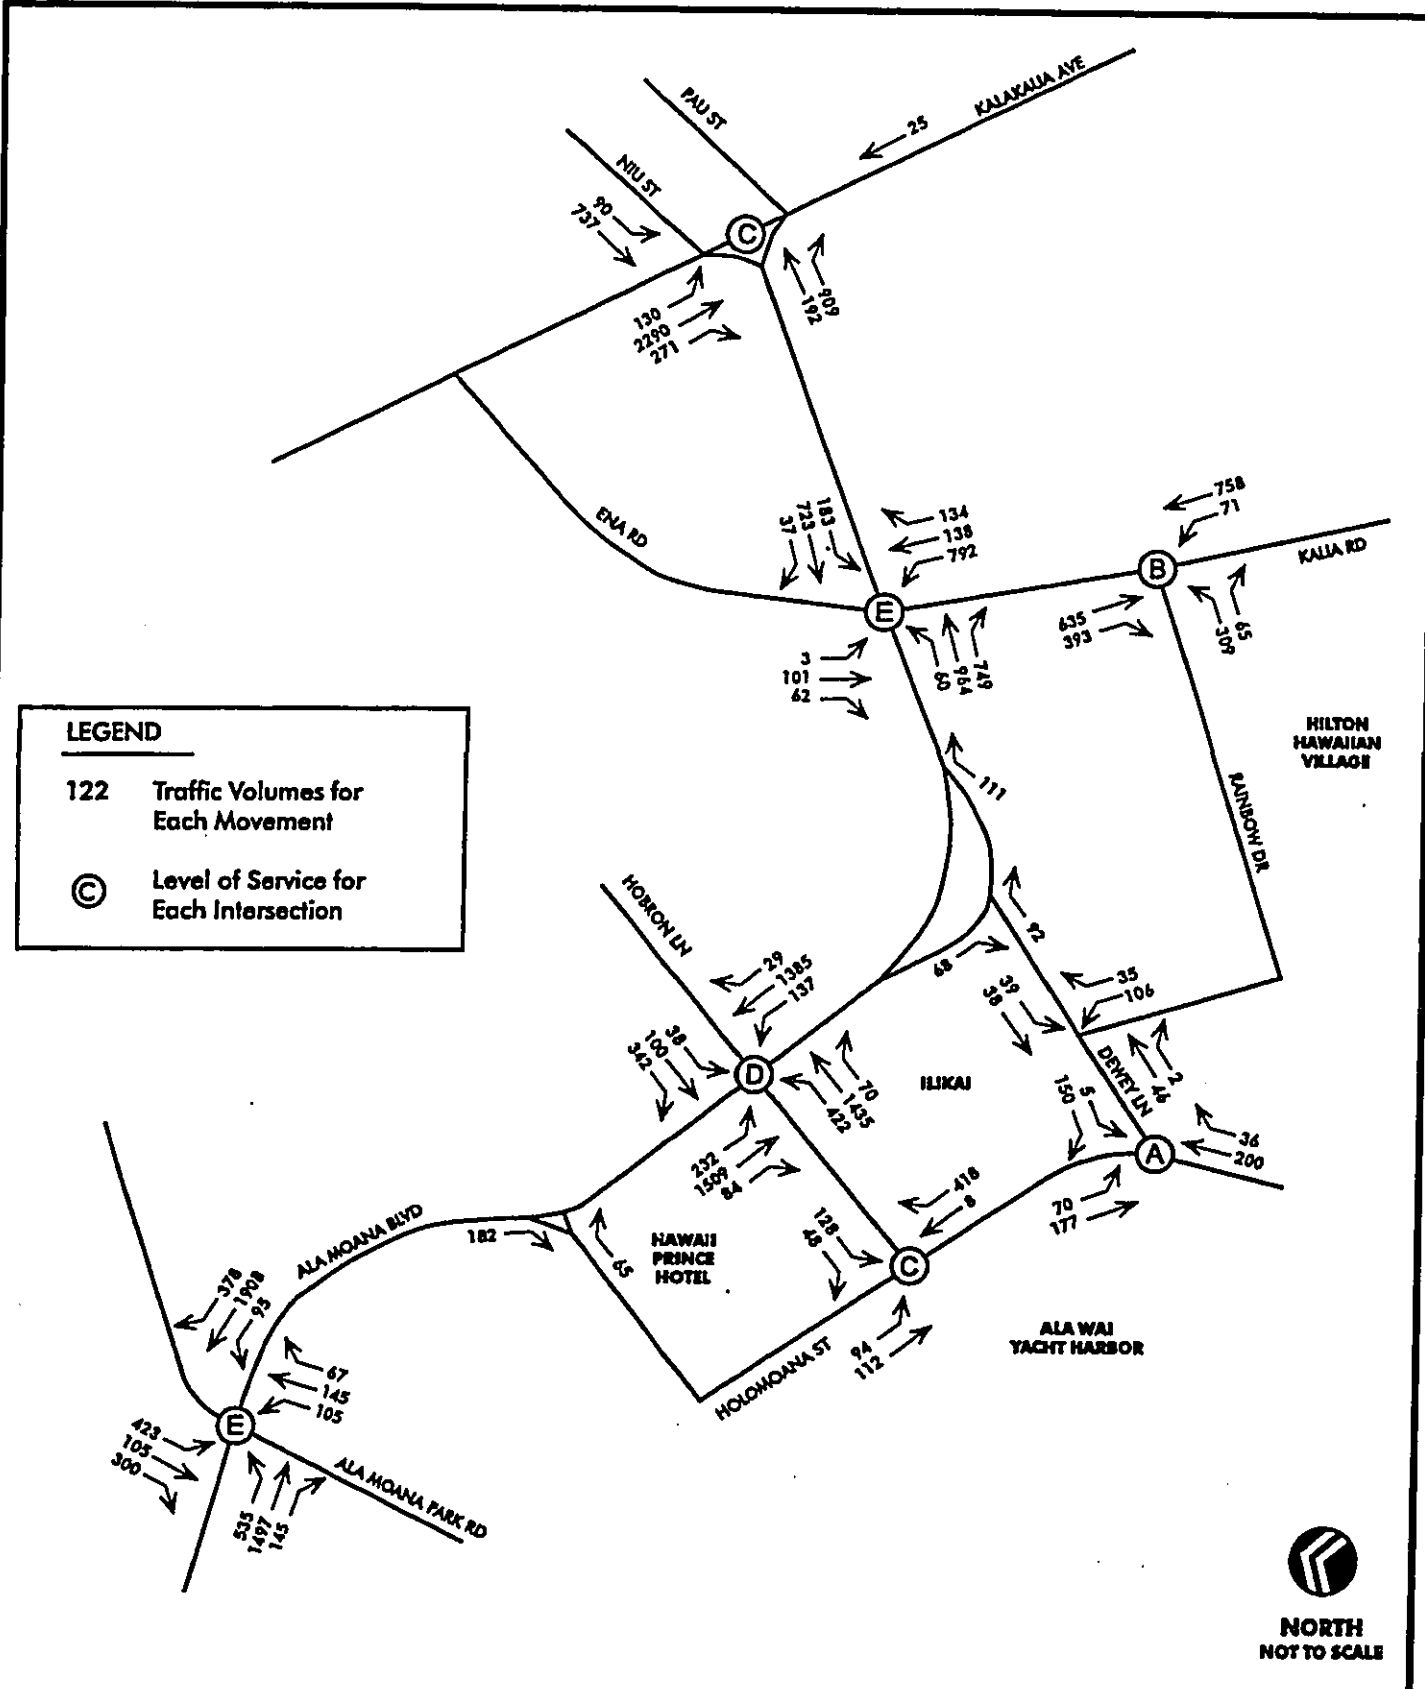 PAU ST
KALAKAUA AVE
25
NIU ST
90
737
C
909
192
130
2290
271
ENA RD
183
723
37
134
138
792
758
71
KALIA RD
B
E
635
393
65
309
3
101
62
60
964
749
LEGEND
122 Traffic Volumes for
Each Movement
C Level of Service for
Each Intersection
HILTON
HAWAIIAN
VILLAGE
RAINBOW DR
111
HOBRON LN
92
68
29
1385
137
39
38
35
106
38
100
342
D
70
1435
422
ILIKAI
DEWEY LN
2
46
5
150
36
200
A
232
1509
84
418
8
70
177
ALA MOANA BLVD
182
65
HAWAII
PRINCE
HOTEL
128
48
C
378
1908
95
94
112
ALA WAI
YACHT HARBOR
HOLOMOANA ST
67
145
105
E
423
105
300
ALA MOANA PARK RD
535
1497
145
NORTH
NOT TO SCALE